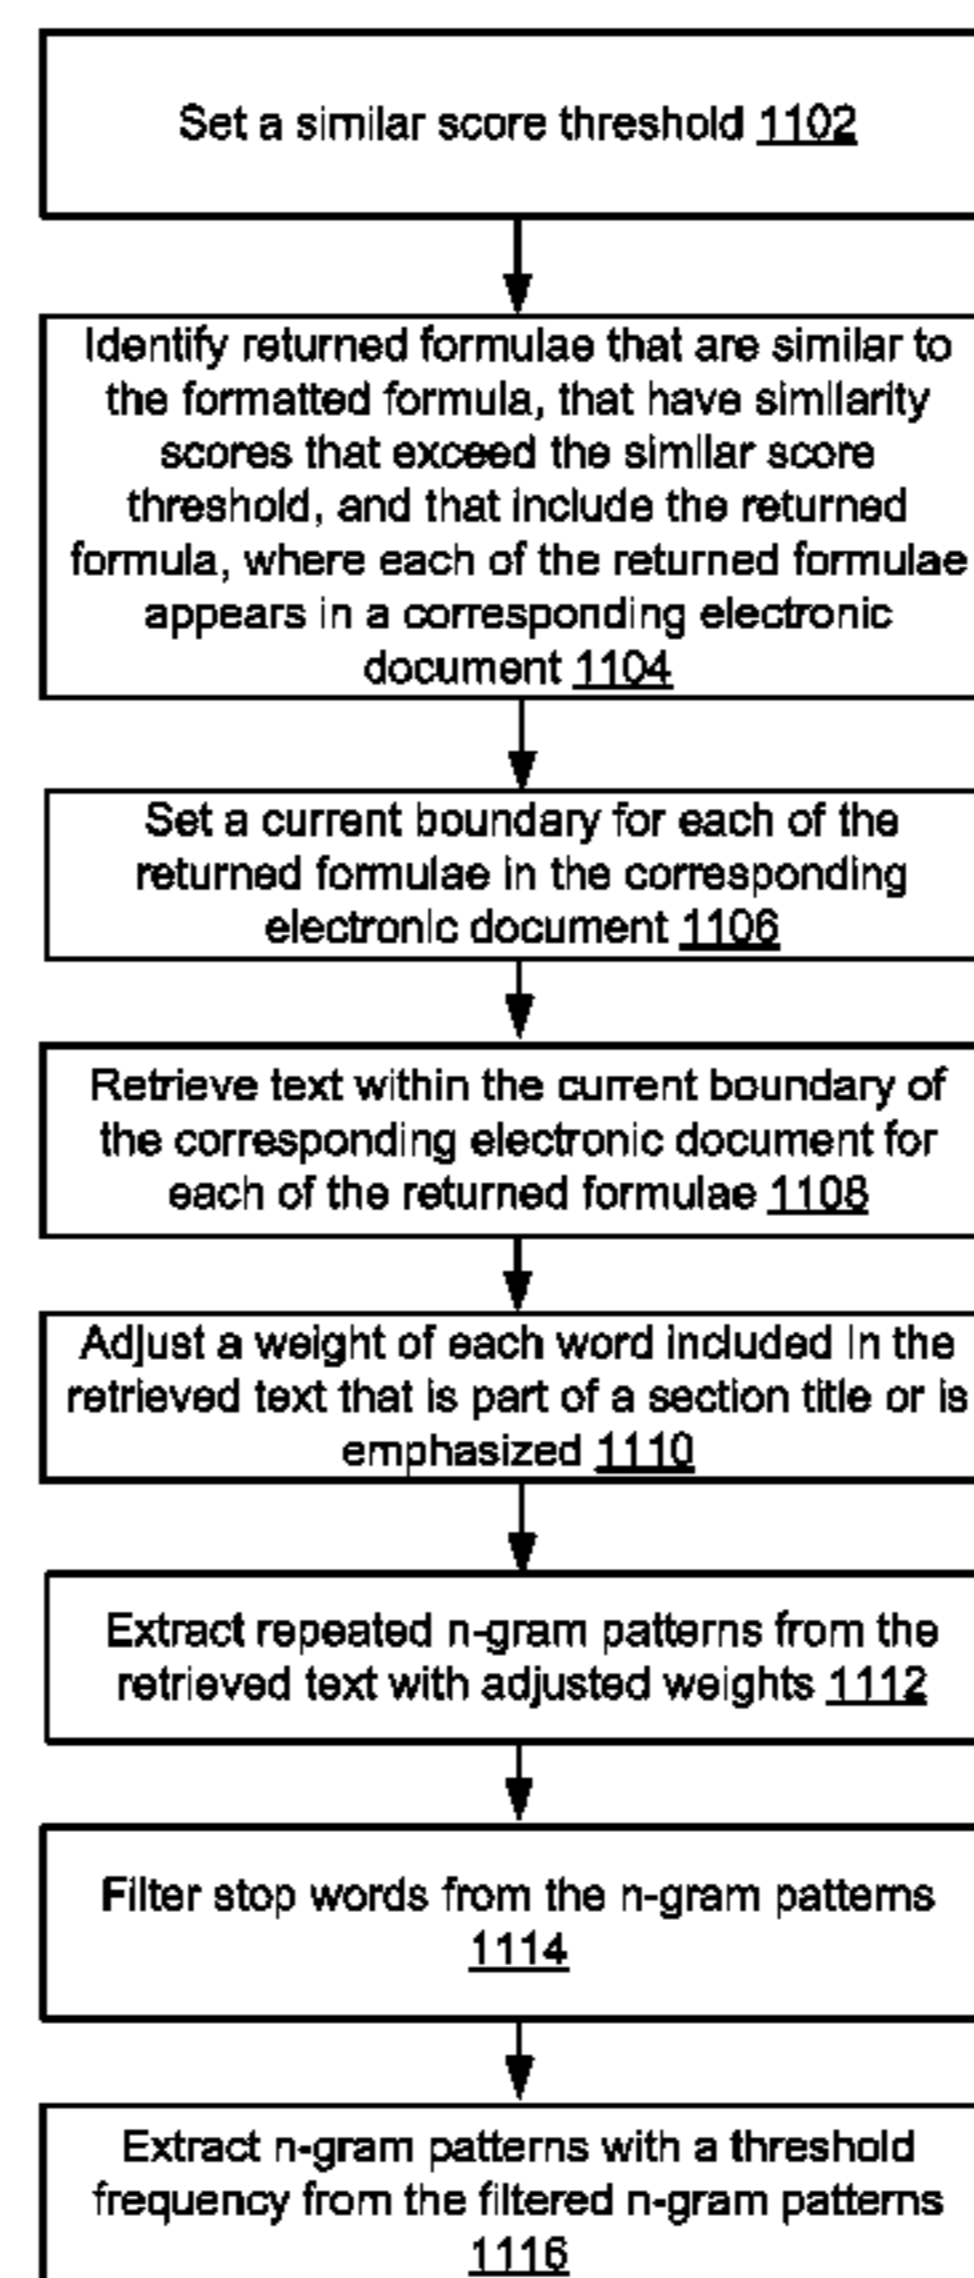 Set a similar score threshold 1102
Identify returned formulae that are similar to
the formatted formula, that have similarity
scores that exceed the similar score
threshold, and that include the returned
formula, where each of the returned formulae
appears in a corresponding electronic
document 1104
Set a current boundary for each of the
returned formulae in the corresponding
electronic document 1106
Retrieve text within the current boundary of
the corresponding electronic document for
each of the returned formulae 1108
Adjust a weight of each word included in the
retrieved text that is part of a section title or is
emphasized 1110
Extract repeated n-gram patterns from the
retrieved text with adjusted weights 1112
Filter stop words from the n-gram patterns
1114
Extract n-gram patterns with a threshold
frequency from the filtered n-gram patterns
1116